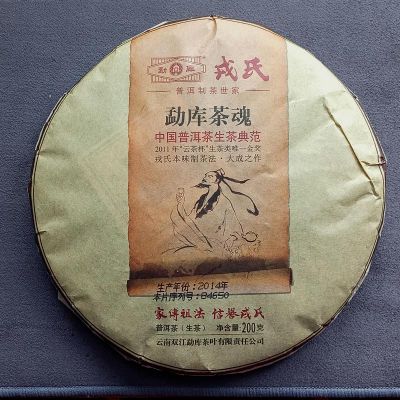 勐库 戎氏
普洱制茶世家
勐库茶魂
中国普洱茶生茶典范
2011年“云茶杯”生茶类唯一金奖
戎氏本味制茶法·大成之作
生产年份：2014年
本片序列号：84650
家传祖法 信誉戎氏
普洱茶（生茶） 净含量：200克
云南双江勐库茶叶有限责任公司